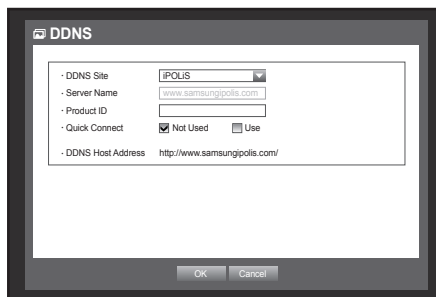 DDNS
· DDNS Site iPOLiS
· Server Name www.samsungipolis.com
· Product ID
· Quick Connect Not Used Use
· DDNS Host Address http://www.samsungipolis.com/
OK Cancel